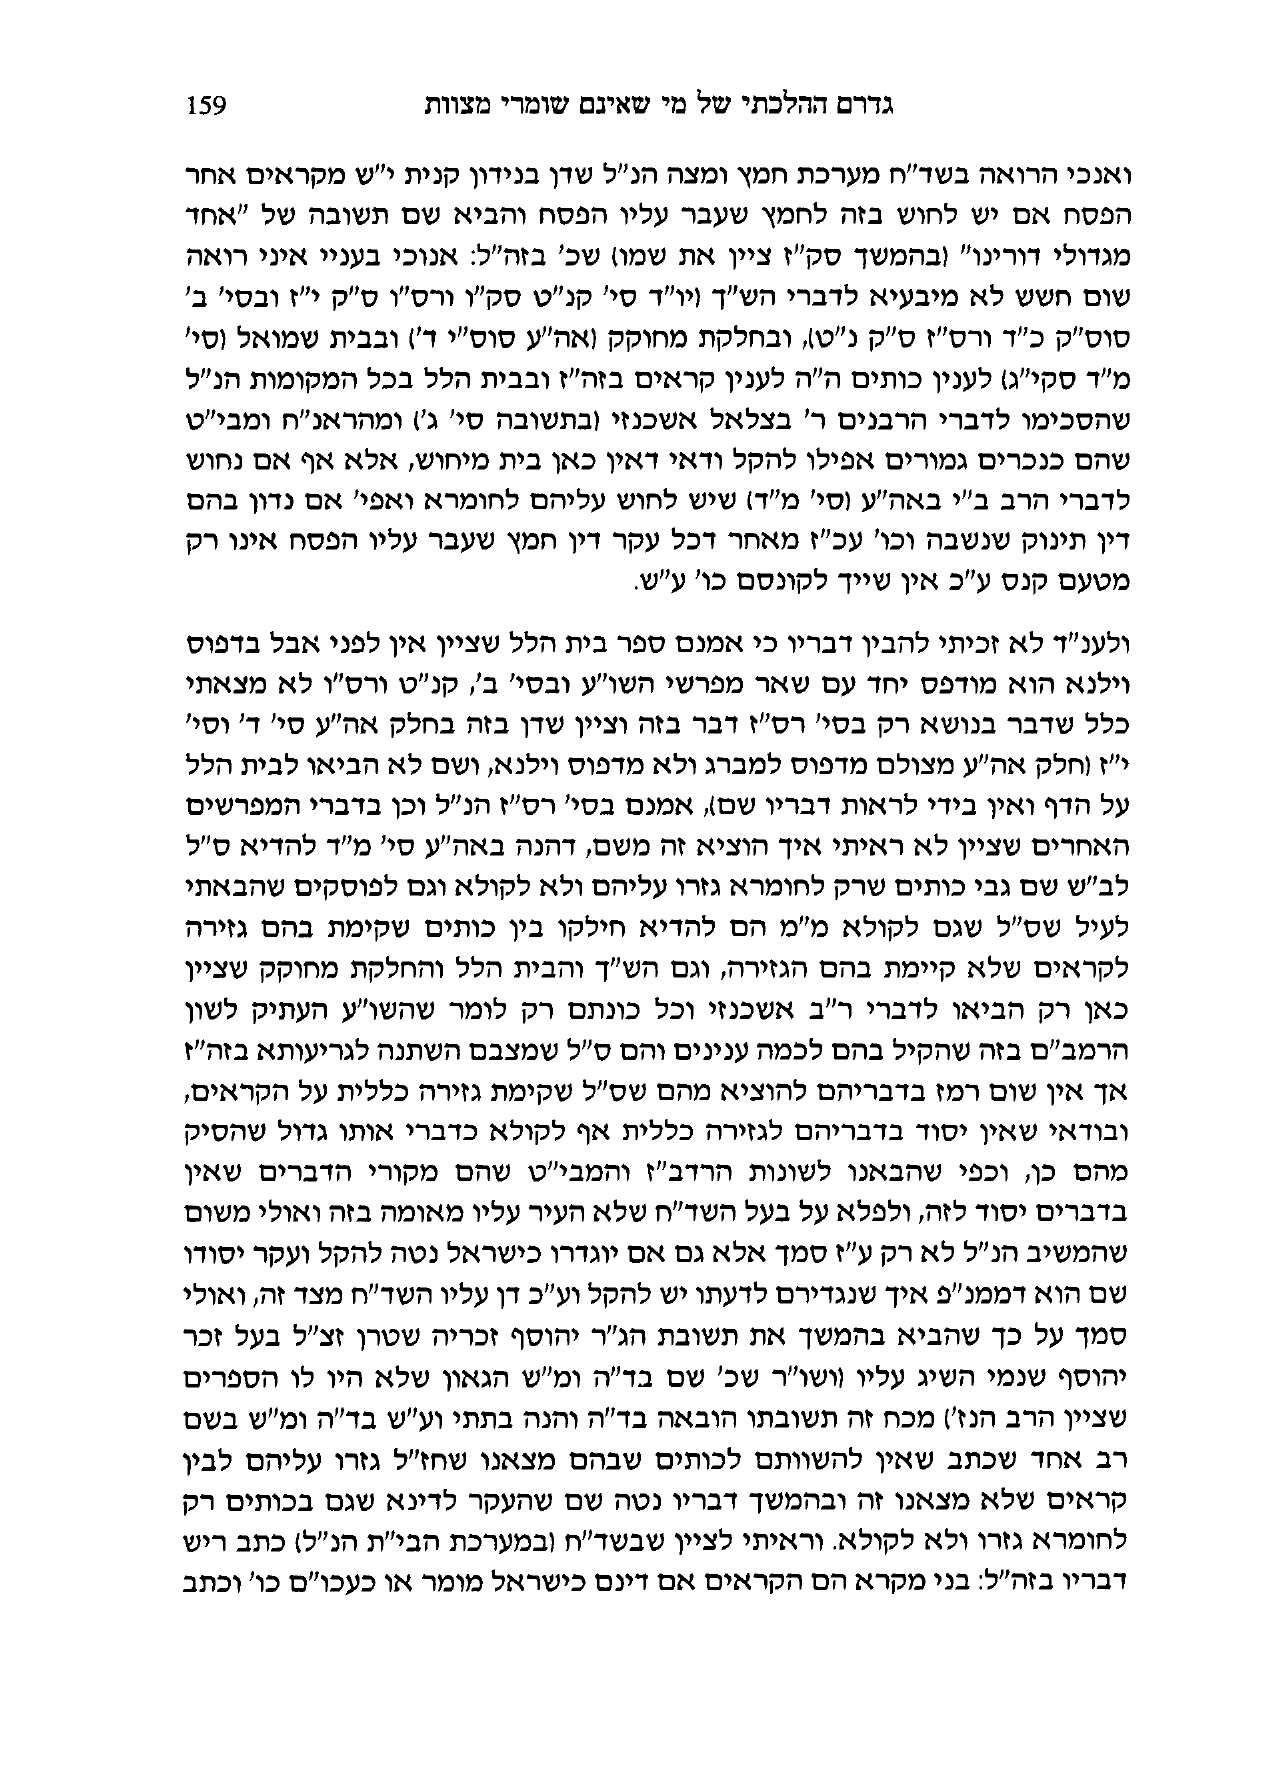 גדרם ההלכתי של מי שאינם שומרי מצוות 159
ואנכי הרואה בשד"ח מערכת חמץ ומצה הנ"ל שדן בנידון קנית י"ש מקראים אחר
הפסח אם יש לחוש בזה לחמץ שעבר עליו הפסח והביא שם תשובה של "אחד
מגדולי דורינו" (בהמשך סק"ז ציין את שמו) שכ' בזה"ל: אנוכי בעניי איני רואה
שום חשש לא מיבעיא לדברי הש"ך (יו"ד סי' קנ"ט סק"ו ורס"ו ס"ק י"ז ובסי' ב'
סוס"ק כ"ד ורס"ז ס"ק נ"ט), ובחלקת מחוקק (אה"ע סוס"י ד') ובבית שמואל (סי'
מ"ד סקי"ג) לענין כותים ה"ה לענין קראים בזה"ז ובבית הלל בכל המקומות הנ"ל
שהסכימו לדברי הרבנים ר' בצלאל אשכנזי (בתשובה סי' ג') ומהראנ"ח ומבי"ט
שהם כנכרים גמורים אפילו להקל ודאי דאין כאן בית מיחוש, אלא אף אם נחוש
לדברי הרב ב"י באה"ע (סי' מ"ד) שיש לחוש עליהם לחומרא ואפי' אם נדון בהם
דין תינוק שנשבה וכו' עכ"ז מאחר דכל עקר דין חמץ שעבר עליו הפסח אינו רק
מטעם קנס ע"כ אין שייך לקונסם כו' ע"ש.
ולענ"ד לא זכיתי להבין דבריו כי אמנם ספר בית הלל שציין אין לפני אבל בדפוס
וילנא הוא מודפס יחד עם שאר מפרשי השו"ע ובסי' ב', קנ"ט ורס"ו לא מצאתי
כלל שדבר בנושא רק בסי' רס"ז דבר בזה וציין שדן בזה בחלק אה"ע סי' ד' וסי'
י"ז (חלק אה"ע מצולם מדפוס למברג ולא מדפוס וילנא, ושם לא הביאו לבית הלל
על הדף ואין בידי לראות דבריו שם), אמנם בסי' רס"ז הנ"ל וכן בדברי המפרשים
האחרים שציין לא ראיתי איך הוציא זה משם, דהנה באה"ע סי' מ"ד להדיא ס"ל
לב"ש שם גבי כותים שרק לחומרא גזרו עליהם ולא לקולא וגם לפוסקים שהבאתי
לעיל שס"ל שגם לקולא מ"מ הם להדיא חילקו בין כותים שקימת בהם גזירה
לקראים שלא קיימת בהם הגזירה, וגם הש"ך והבית הלל והחלקת מחוקק שציין
כאן רק הביאו לדברי ר"ב אשכנזי וכל כונתם רק לומר שהשו"ע העתיק לשון
הרמב"ם בזה שהקיל בהם לכמה ענינים והם ס"ל שמצבם השתנה לגריעותא בזה"ז
אך אין שום רמז בדבריהם להוציא מהם שס"ל שקימת גזירה כללית על הקראים,
ובודאי שאין יסוד בדבריהם לגזירה כללית אף לקולא כדברי אותו גדול שהסיק
מהם כן, וכפי שהבאנו לשונות הרדב"ז והמבי"ט שהם מקורי הדברים שאין
בדברים יסוד לזה, ולפלא על בעל השד"ח שלא העיר עליו מאומה בזה ואולי משום
שהמשיב הנ"ל לא רק ע"ז סמך אלא גם אם יוגדרו כישראל נטה להקל ועקר יסודו
שם הוא דממנ"פ איך שנגדירם לדעתו יש להקל וע"כ דן עליו השד"ח מצד זה, ואולי
סמך על כך שהביא בהמשך את תשובת הג"ר יהוסף זכריה שטרן זצ"ל בעל זכר
יהוסף שנמי השיג עליו (ושו"ר שכ' שם בד"ה ומ"ש הגאון שלא היו לו הספרים
שציין הרב הנז') מכח זה תשובתו הובאה בד"ה והנה בתתי וע"ש בד"ה ומ"ש בשם
רב אחד שכתב שאין להשוותם לכותים שבהם מצאנו שחז"ל גזרו עליהם לבין
קראים שלא מצאנו זה ובהמשך דבריו נטה שם שהעקר לדינא שגם בכותים רק
לחומרא גזרו ולא לקולא. וראיתי לציין שבשד"ח (במערכת הבי"ת הנ"ל) כתב ריש
דבריו בזה"ל: בני מקרא הם הקראים אם דינם כישראל מומר או כעכו"ם כו' וכתב